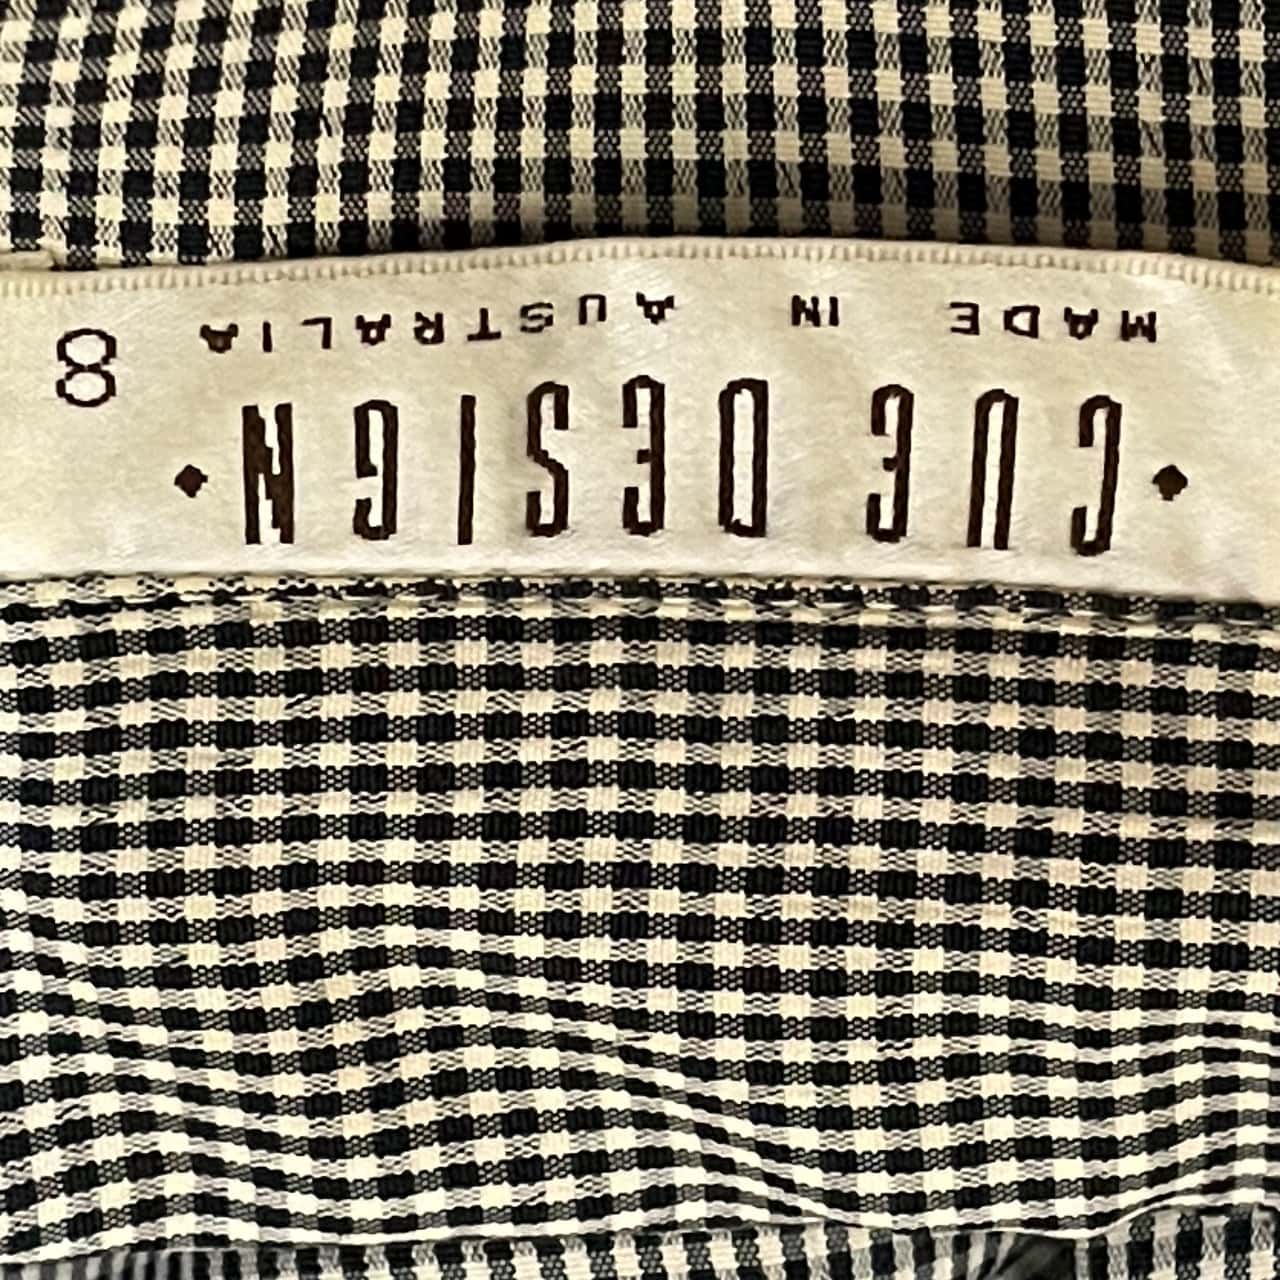 • CUE DESIGN •
MADE IN AUSTRALIA
8